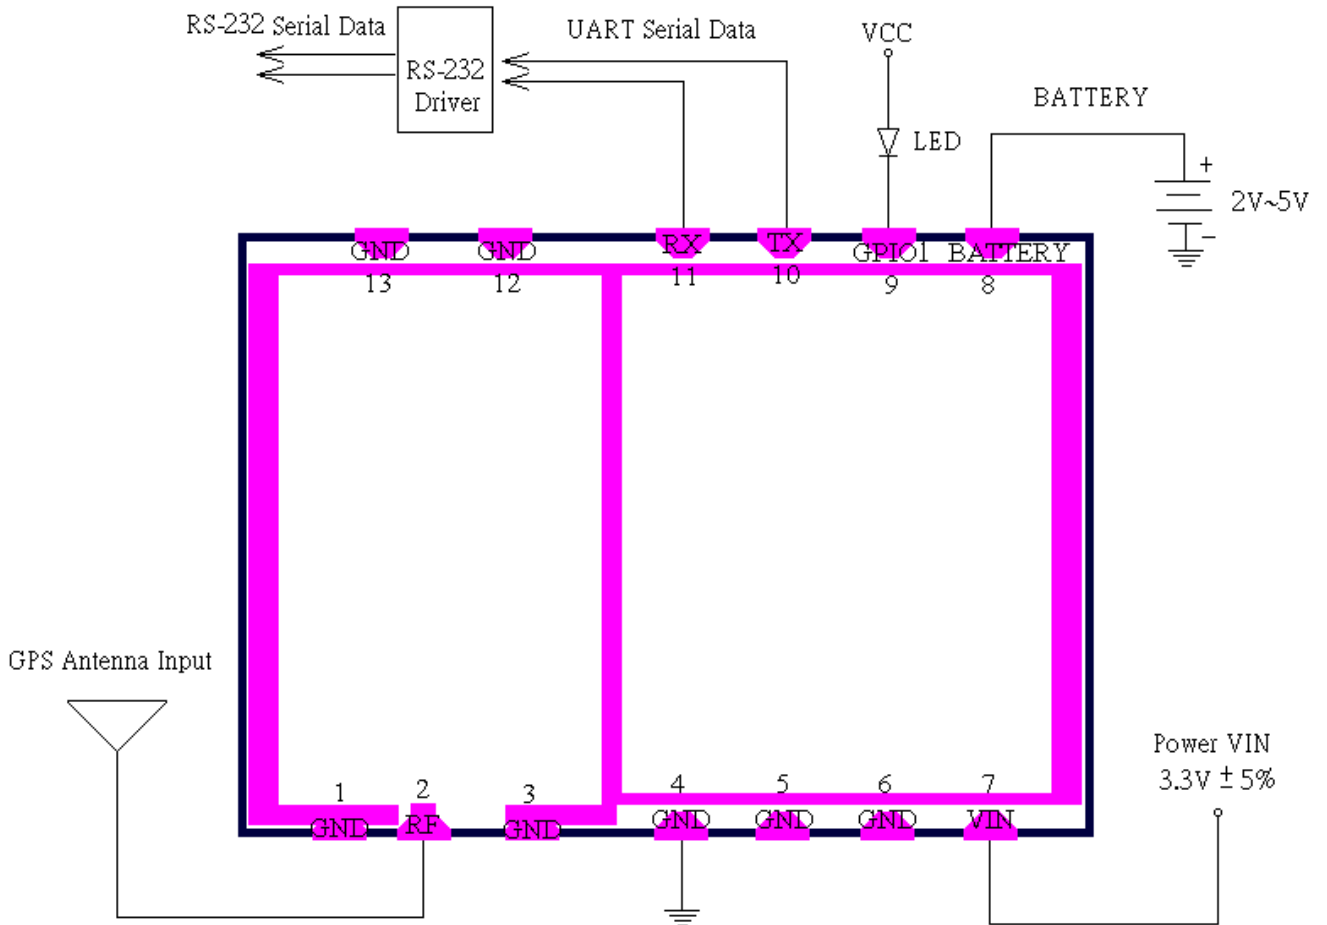 RS-232 Serial Data
UART Serial Data
VCC
RS-232
Driver
BATTERY
LED
+
2V~5V
−
GND
GND
RX
TX
GPIO1
BATTERY
13
12
11
10
9
8
GPS Antenna Input
Power VIN
3.3V ± 5%
1
2
3
4
5
6
7
GND
RF
GND
GND
GND
GND
VIN